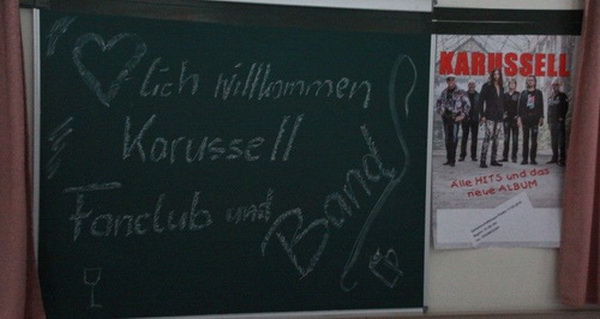 lich willkommen
Karussell
Fanclub und Band
KARUSSELL
Alle HITS und das
neue ALBUM